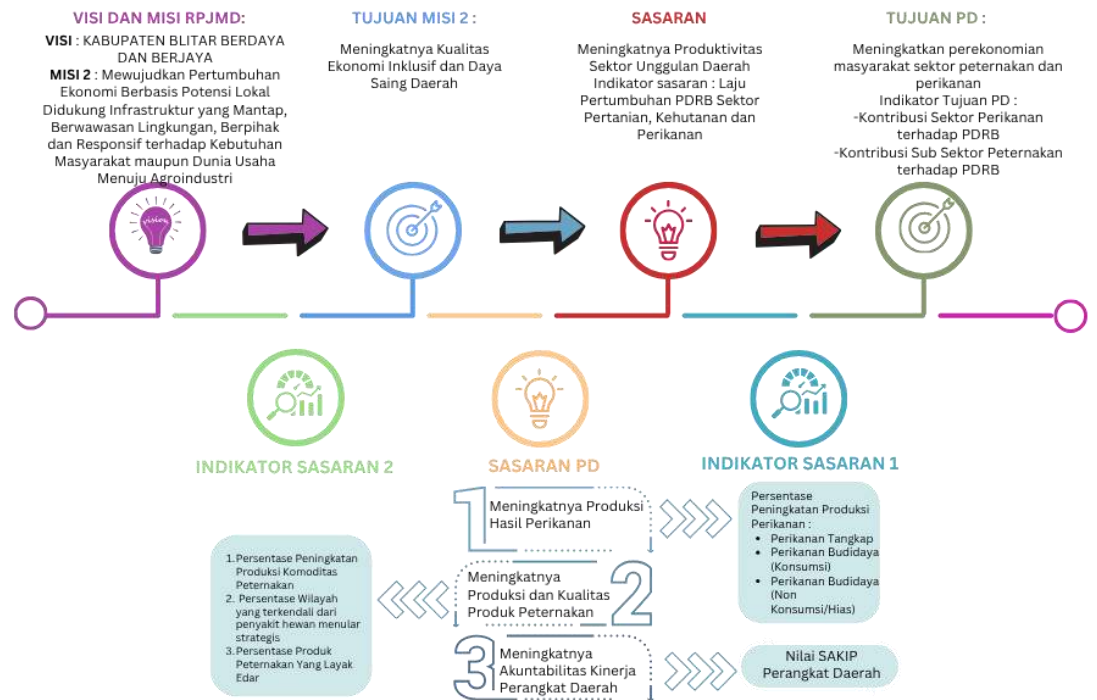 VISI DAN MISI RPJMD:
VISI : KABUPATEN BLITAR BERDAYA
DAN BERJAYA
MISI 2 : Mewujudkan Pertumbuhan
Ekonomi Berbasis Potensi Lokal
Didukung Infrastruktur yang Mantap,
Berwawasan Lingkungan, Berpihak
dan Responsif terhadap Kebutuhan
Masyarakat maupun Dunia Usaha
Menuju Agroindustri
vision
TUJUAN MISI 2 :
Meningkatnya Kualitas
Ekonomi Inklusif dan Daya
Saing Daerah
SASARAN
Meningkatnya Produktivitas
Sektor Unggulan Daerah
Indikator sasaran : Laju
Pertumbuhan PDRB Sektor
Pertanian, Kehutanan dan
Perikanan
TUJUAN PD :
Meningkatkan perekonomian
masyarakat sektor peternakan dan
perikanan
Indikator Tujuan PD :
-Kontribusi Sektor Perikanan
terhadap PDRB
-Kontribusi Sub Sektor Peternakan
terhadap PDRB
INDIKATOR SASARAN 2
1.Persentase Peningkatan
Produksi Komoditas
Peternakan
2. Persentase Wilayah
yang terkendali dari
penyakit hewan menular
strategis
3.Persentase Produk
Peternakan Yang Layak
Edar
SASARAN PD
1
Meningkatnya Produksi
Hasil Perikanan
Meningkatnya
Produksi dan Kualitas
Produk Peternakan
2
3
Meningkatnya
Akuntabilitas Kinerja
Perangkat Daerah
INDIKATOR SASARAN 1
Persentase
Peningkatan Produksi
Perikanan :
• Perikanan Tangkap
• Perikanan Budidaya
(Konsumsi)
• Perikanan Budidaya
(Non
Konsumsi/Hias)
Nilai SAKIP
Perangkat Daerah